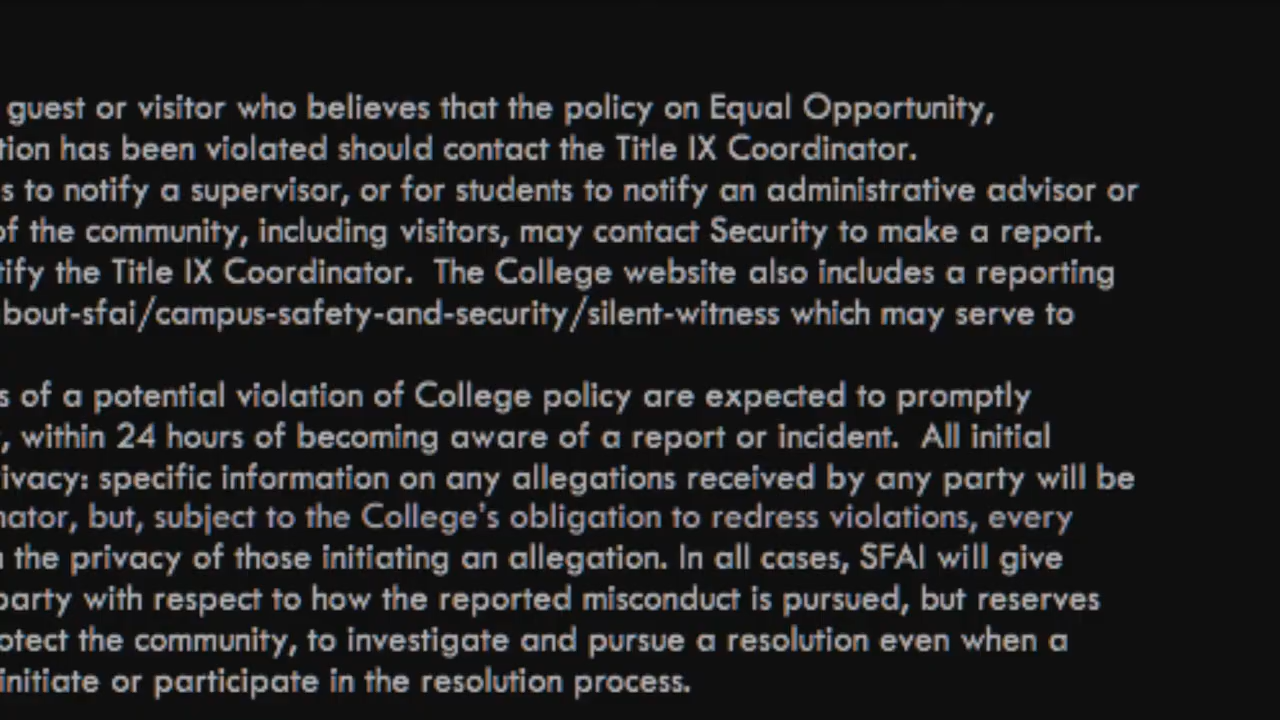 guest or visitor who believes that the policy on Equal Opportunity,
tion has been violated should contact the Title IX Coordinator.
s to notify a supervisor, or for students to notify an administrative advisor or
of the community, including visitors, may contact Security to make a report.
tify the Title IX Coordinator.  The College website also includes a reporting
bout-sfai/campus-safety-and-security/silent-witness which may serve to
s of a potential violation of College policy are expected to promptly
, within 24 hours of becoming aware of a report or incident.  All initial
ivacy: specific information on any allegations received by any party will be
nator, but, subject to the College's obligation to redress violations, every
the privacy of those initiating an allegation. In all cases, SFAI will give
party with respect to how the reported misconduct is pursued, but reserves
otect the community, to investigate and pursue a resolution even when a
initiate or participate in the resolution process.